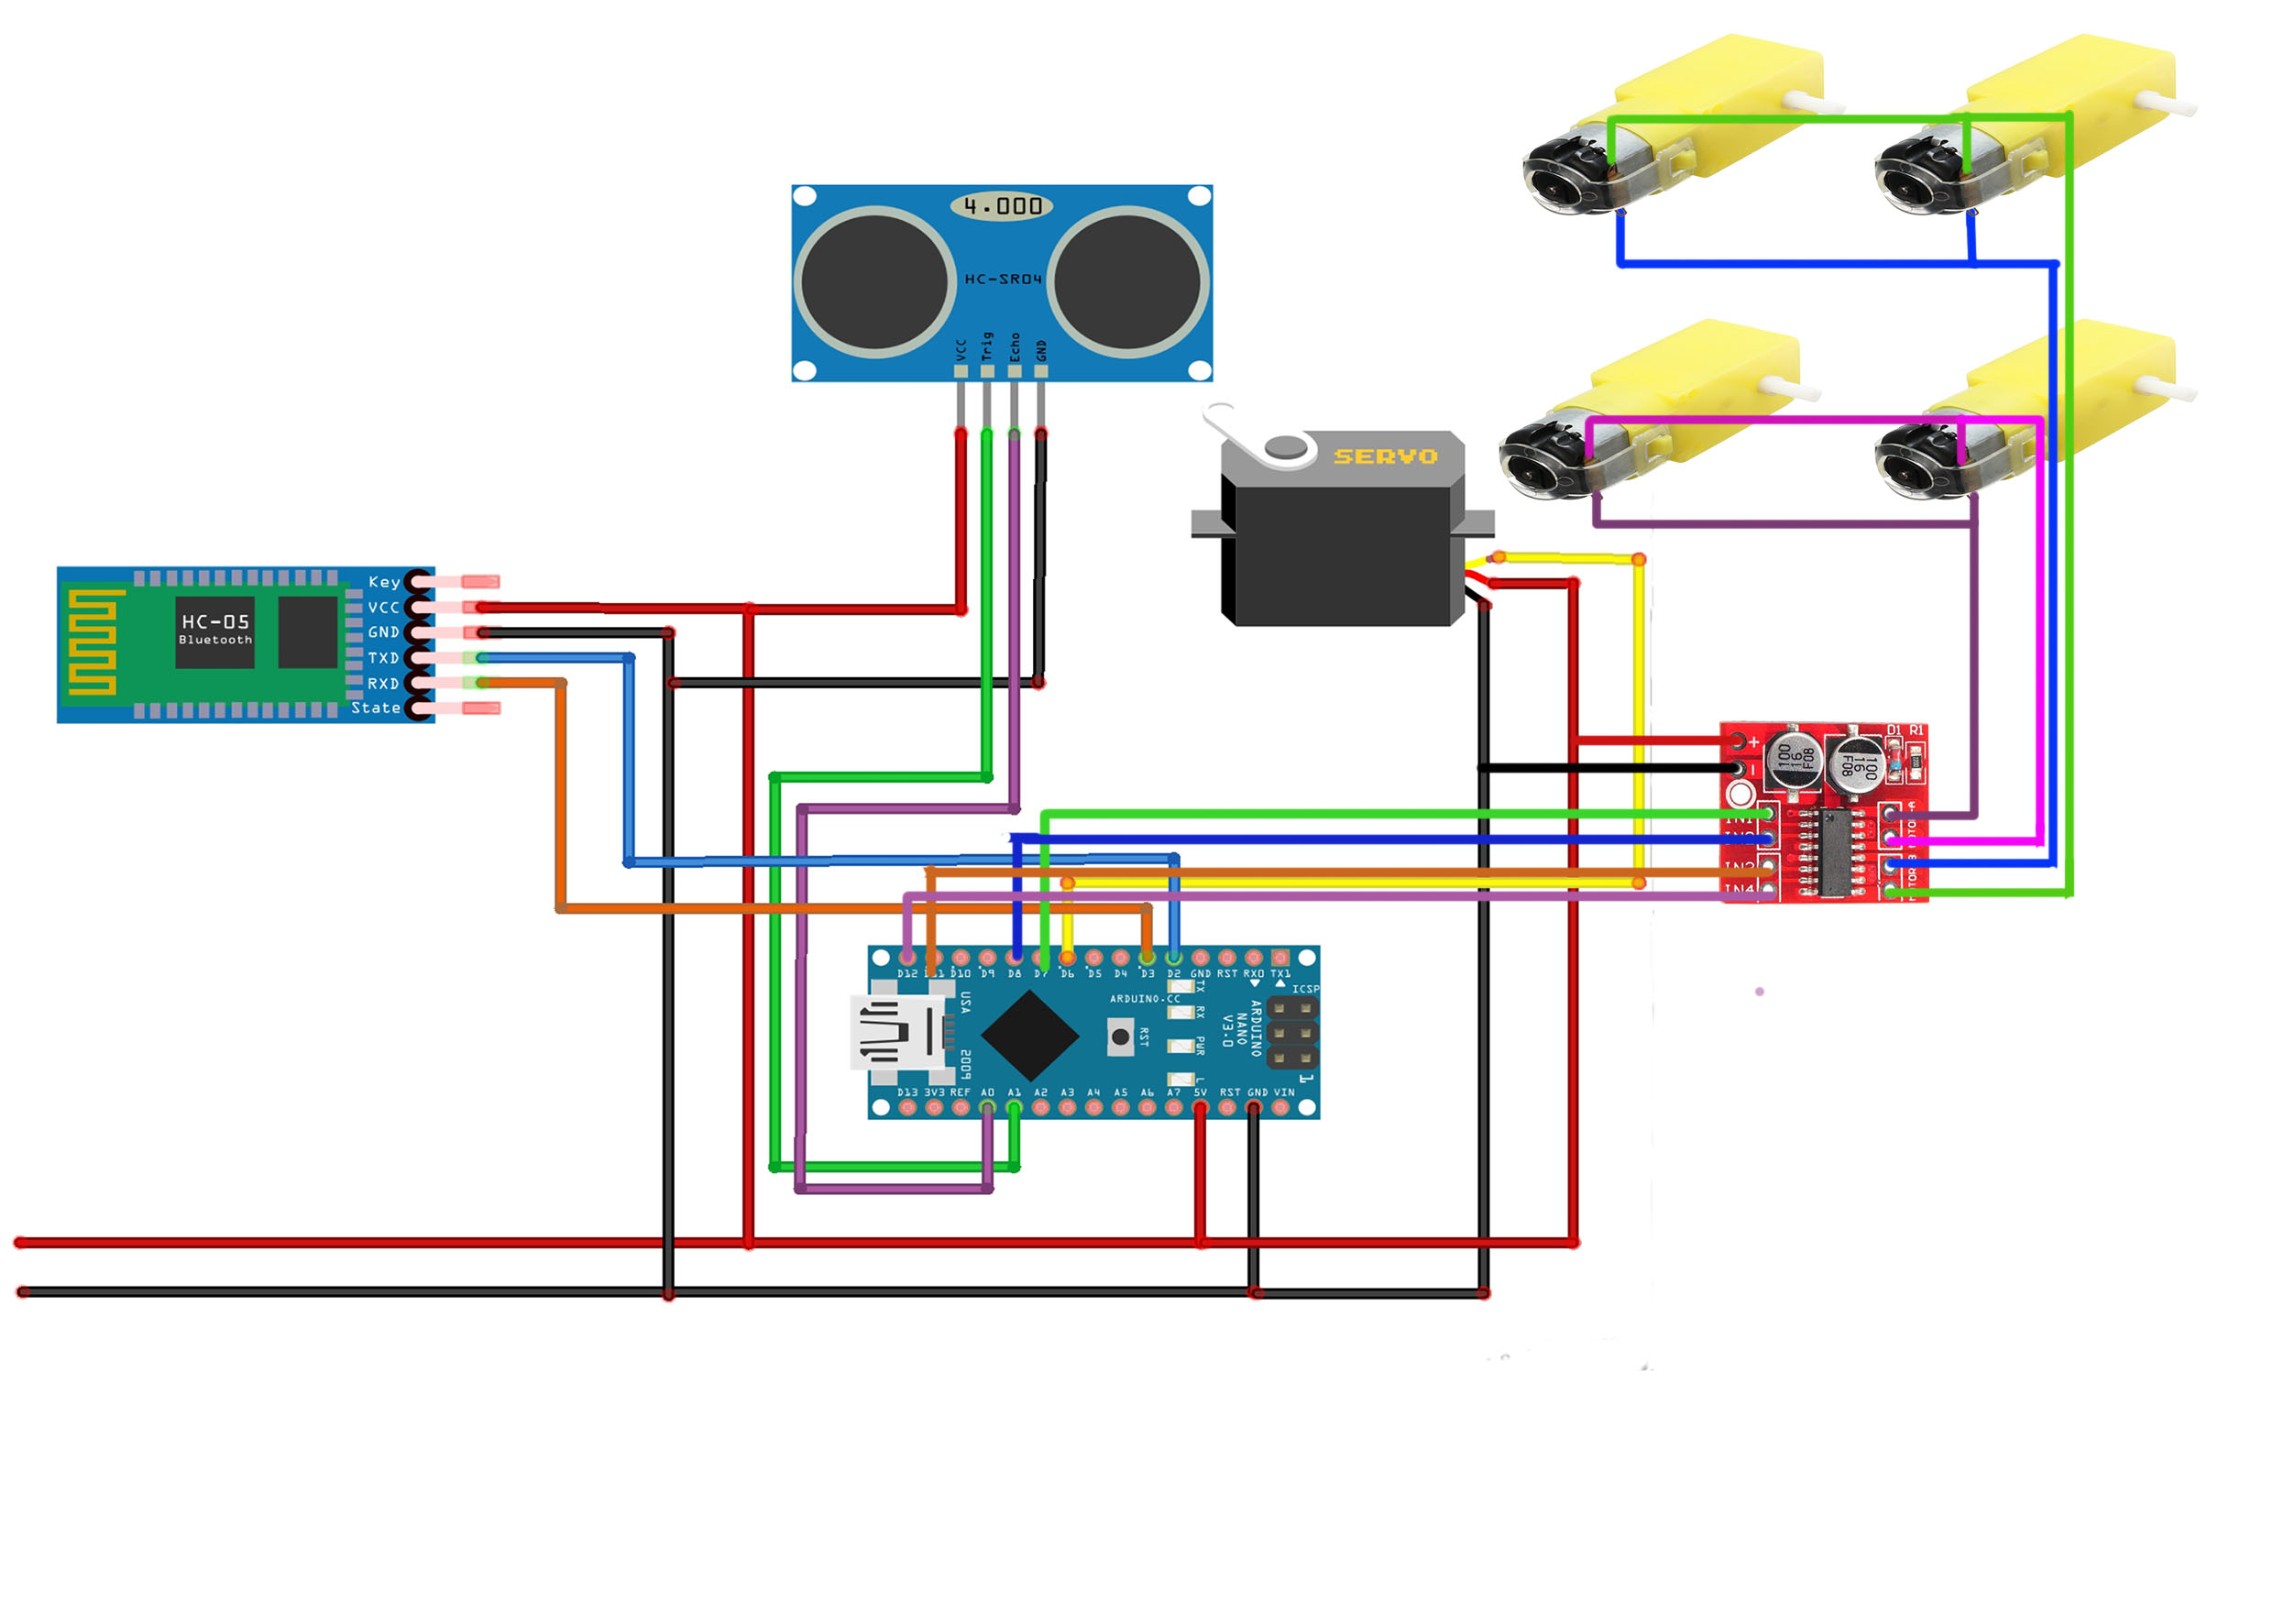 4.000
HC-SR04
VCC
Trig
Echo
GND
SERVO
Key
VCC
GND
TXD
RXD
State
HC-05
Bluetooth
+
-
D1
R1
100
16
F08
100
16
F08
IN1
IN4
D12
D10
D9
D8
D7
D6
D5
D4
D3
D2
GND
RST
RX0
TX1
USA
2009
ARDUINO.CC
RST
TX
RX
PWR
L
ARDUINO
NANO
V3.0
ICSP
1
D13
3V3
REF
A0
A1
A2
A3
A4
A5
A6
A7
5V
RST
GND
VIN